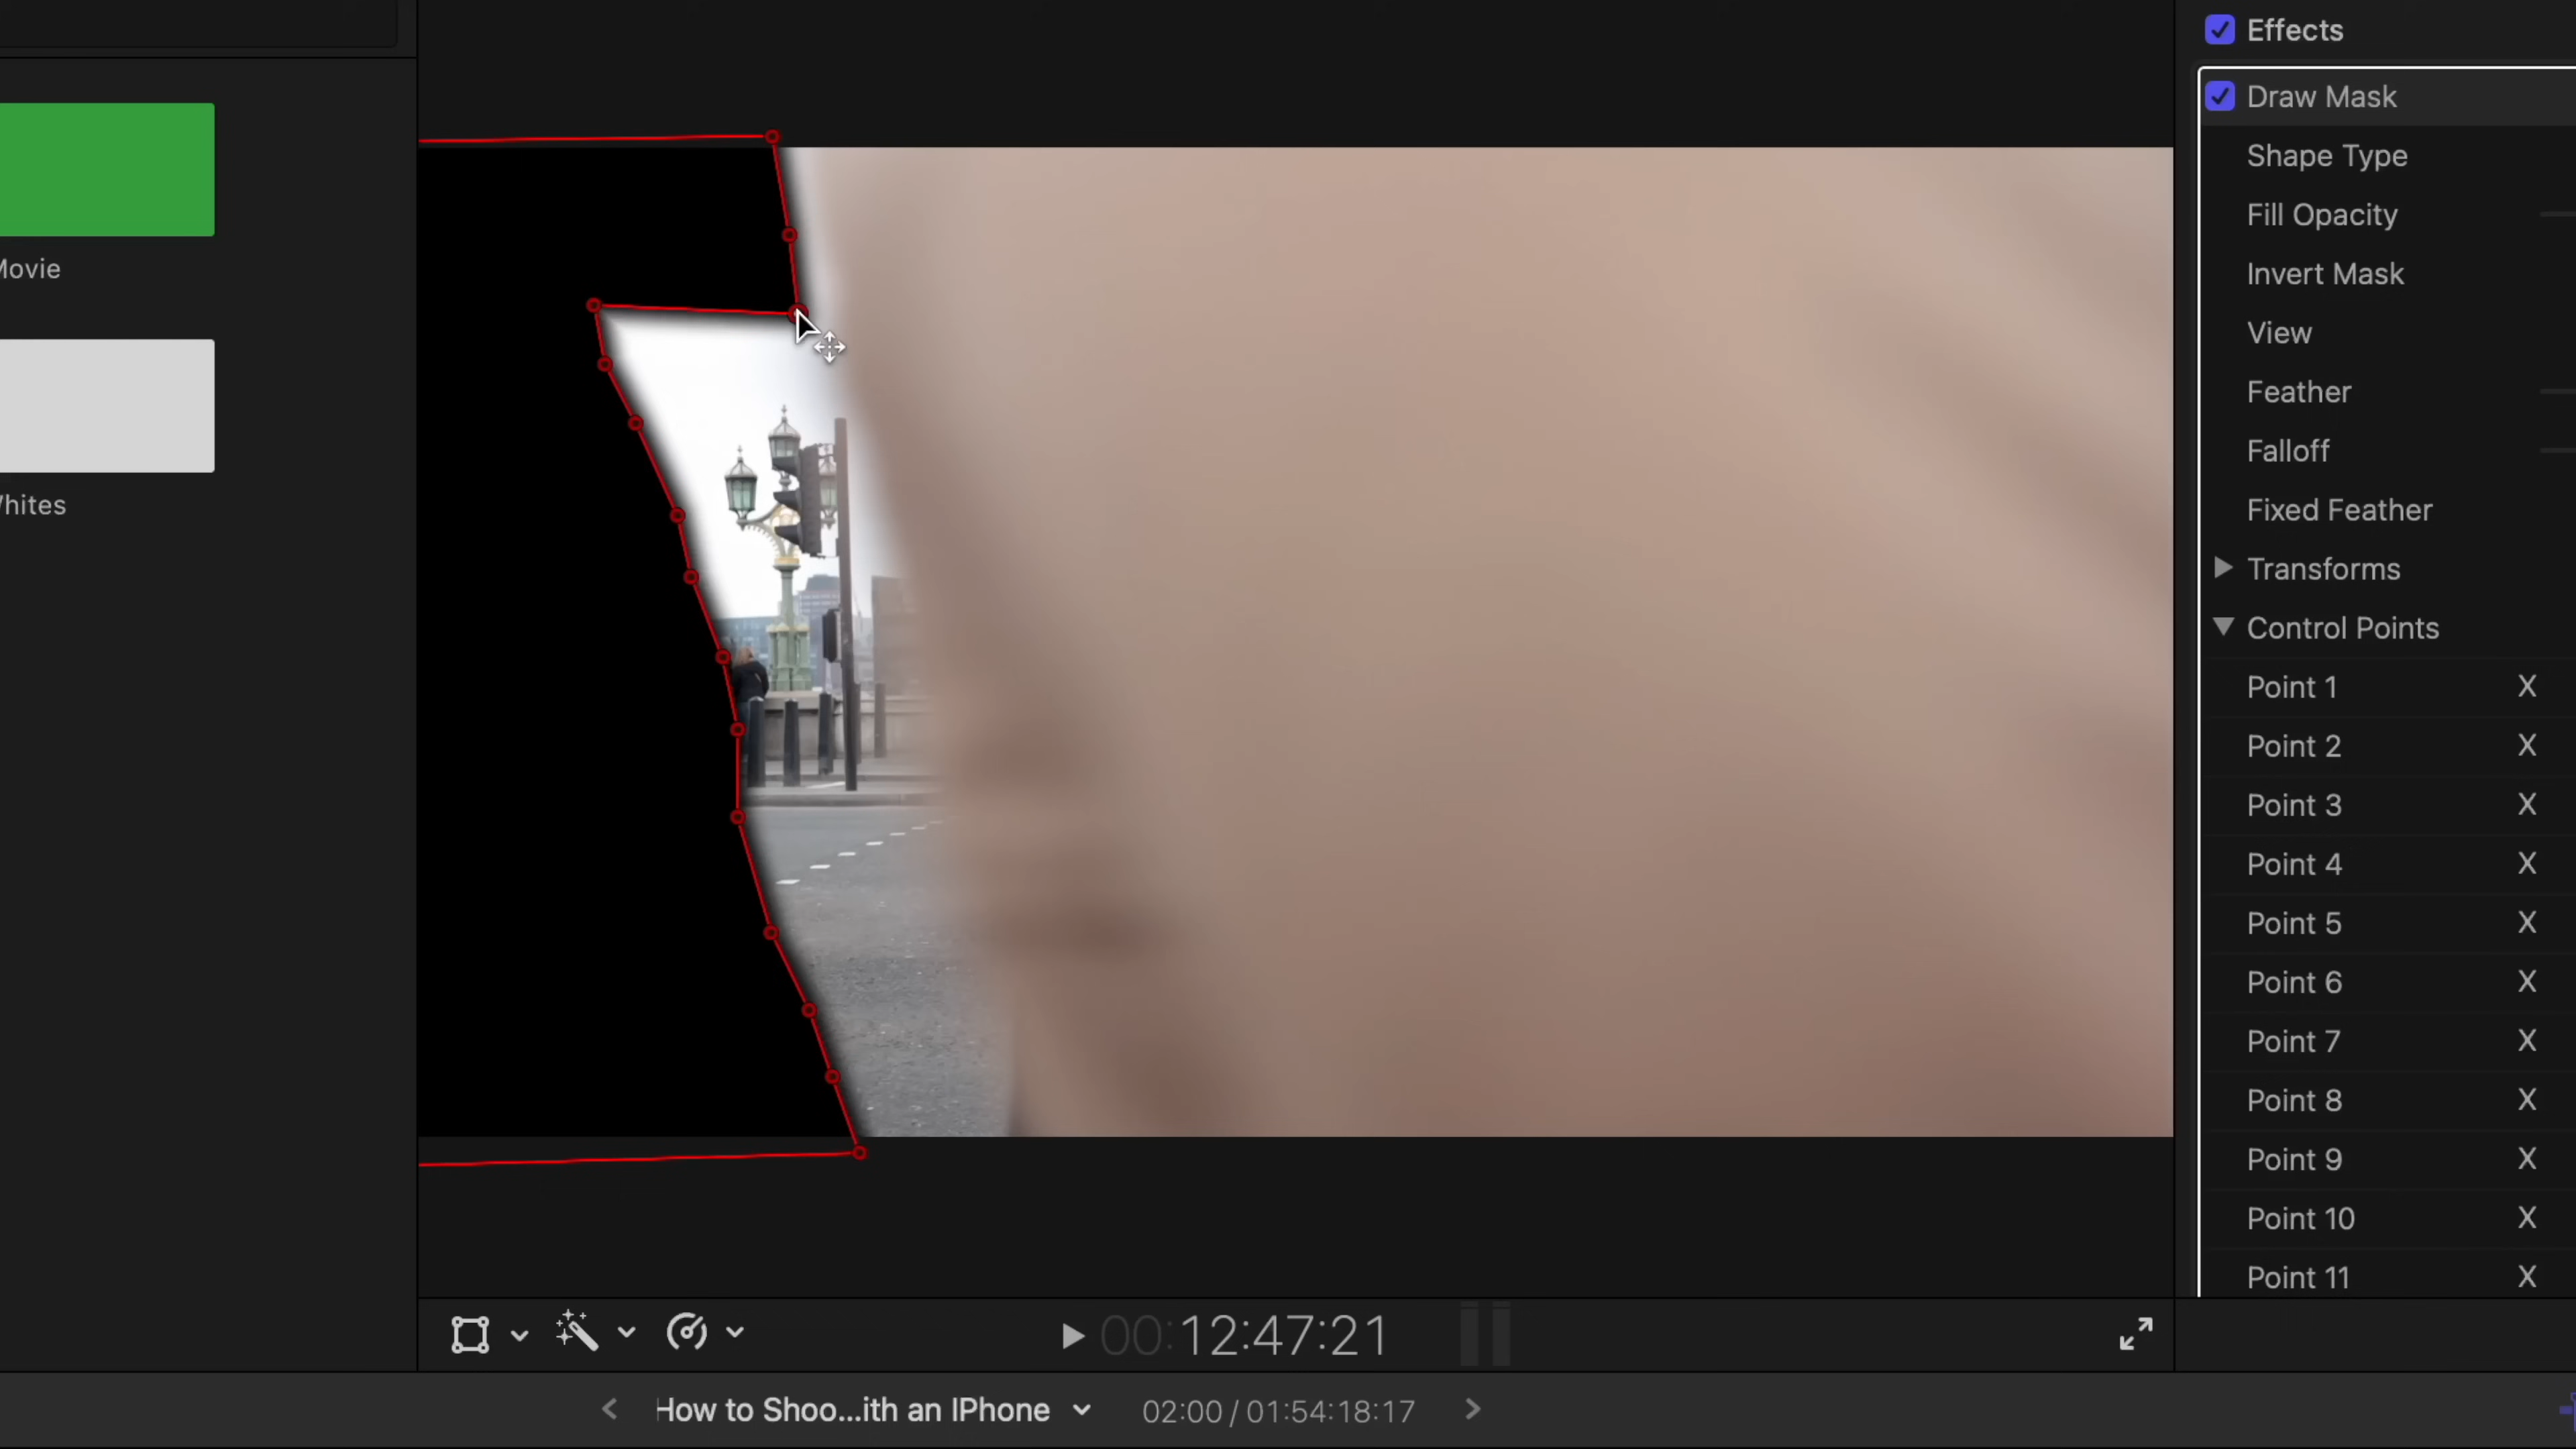 Effects
Draw Mask
Shape Type
Fill Opacity
Invert Mask
View
Feather
Falloff
Fixed Feather
Transforms
Control Points
Point 1 X
Point 2 X
Point 3 X
Point 4 X
Point 5 X
Point 6 X
Point 7 X
Point 8 X
Point 9 X
Point 10 X
Point 11 X
Movie
Whites
00:12:47:21
How to Shoo...ith an IPhone
02:00 / 01:54:18:17